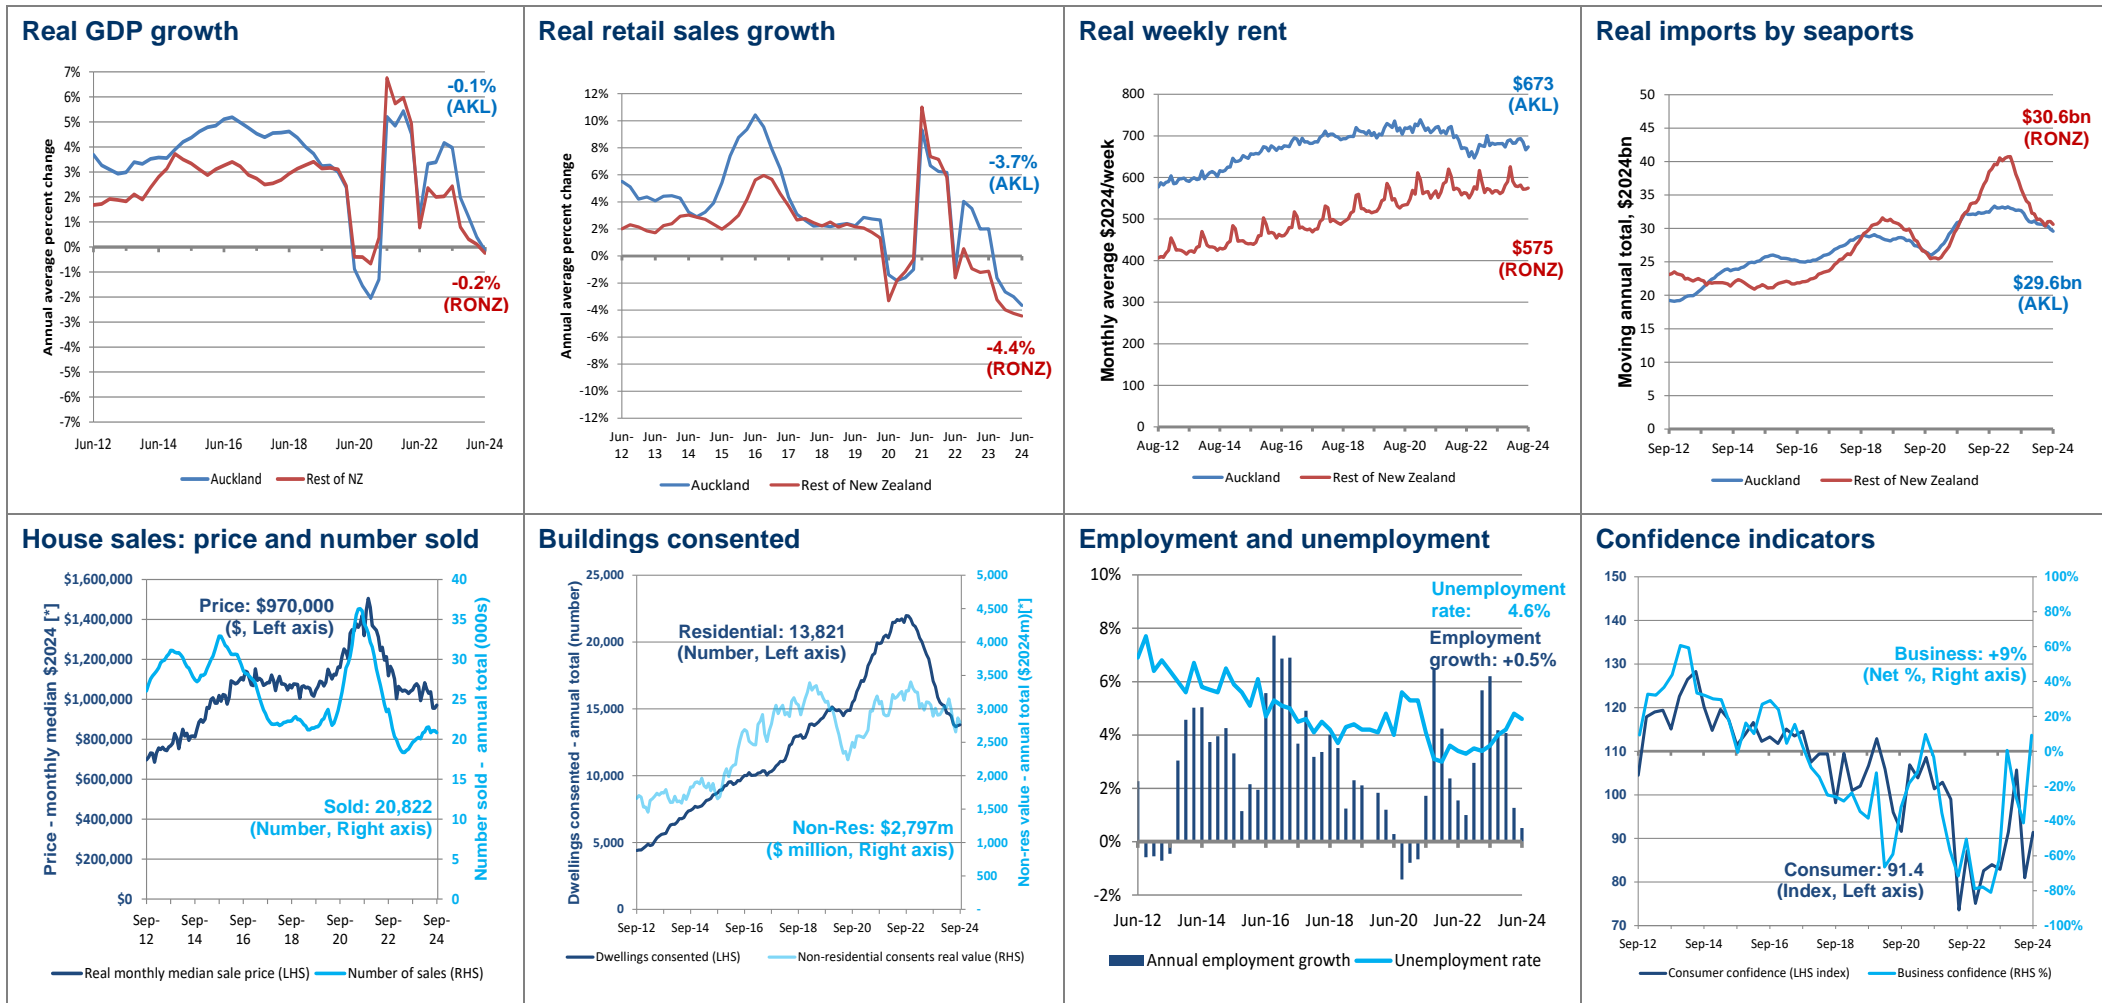 Real GDP growth
Annual average percent change
7%
6%
5%
4%
3%
2%
1%
0%
-1%
-2%
-3%
-4%
-5%
-6%
-7%
-0.1%
(AKL)
-0.2%
(RONZ)
Jun-12 Jun-14 Jun-16 Jun-18 Jun-20 Jun-22 Jun-24
Auckland Rest of NZ
Real retail sales growth
Annual average percent change
12%
10%
8%
6%
4%
2%
0%
-2%
-4%
-6%
-8%
-10%
-12%
-3.7%
(AKL)
-4.4%
(RONZ)
Jun- Jun- Jun- Jun- Jun- Jun- Jun- Jun- Jun- Jun- Jun- Jun- Jun-
12 13 14 15 16 17 18 19 20 21 22 23 24
Auckland Rest of New Zealand
Real weekly rent
Monthly average $2024/week
800
700
600
500
400
300
200
100
0
$673
(AKL)
$575
(RONZ)
Aug-12 Aug-14 Aug-16 Aug-18 Aug-20 Aug-22 Aug-24
Auckland Rest of New Zealand
Real imports by seaports
Moving annual total, $2024bn
50
45
40
35
30
25
20
15
10
5
0
$30.6bn
(RONZ)
$29.6bn
(AKL)
Sep-12 Sep-14 Sep-16 Sep-18 Sep-20 Sep-22 Sep-24
Auckland Rest of New Zealand
House sales: price and number sold
Price - monthly median $2024 [*]
$1,600,000
$1,400,000
$1,200,000
$1,000,000
$800,000
$600,000
$400,000
$200,000
$0
Price: $970,000
($, Left axis)
Sold: 20,822
(Number, Right axis)
40
35
30
25
20
15
10
5
0
Number sold - annual total (000s)
Sep- Sep- Sep- Sep- Sep- Sep- Sep-
12 14 16 18 20 22 24
Real monthly median sale price (LHS) Number of sales (RHS)
Buildings consented
Dwellings consented - annual total (number)
25,000
20,000
15,000
10,000
5,000
0
Residential: 13,821
(Number, Left axis)
Non-Res: $2,797m
($ million, Right axis)
5,000
4,500
4,000
3,500
3,000
2,500
2,000
1,500
1,000
500
-
Non-res value - annual total ($2024m)[*]
Sep-12 Sep-14 Sep-16 Sep-18 Sep-20 Sep-22 Sep-24
Dwellings consented (LHS) Non-residential consents real value (RHS)
Employment and unemployment
10%
8%
6%
4%
2%
0%
-2%
Unemployment
rate: 4.6%
Employment
growth: +0.5%
Jun-12 Jun-14 Jun-16 Jun-18 Jun-20 Jun-22 Jun-24
Annual employment growth Unemployment rate
Confidence indicators
150
140
130
120
110
100
90
80
70
Business: +9%
(Net %, Right axis)
Consumer: 91.4
(Index, Left axis)
100%
80%
60%
40%
20%
0%
-20%
-40%
-60%
-80%
-100%
Sep-12 Sep-14 Sep-16 Sep-18 Sep-20 Sep-22 Sep-24
Consumer confidence (LHS index) Business confidence (RHS %)